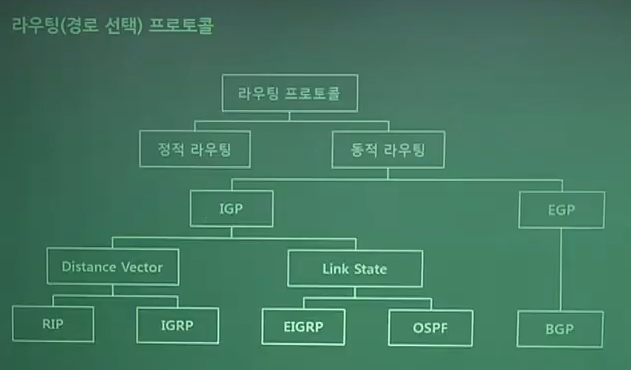 라우팅(경로 선택) 프로토콜
라우팅 프로토콜
정적 라우팅
동적 라우팅
IGP
EGP
Distance Vector
Link State
RIP
IGRP
EIGRP
OSPF
BGP